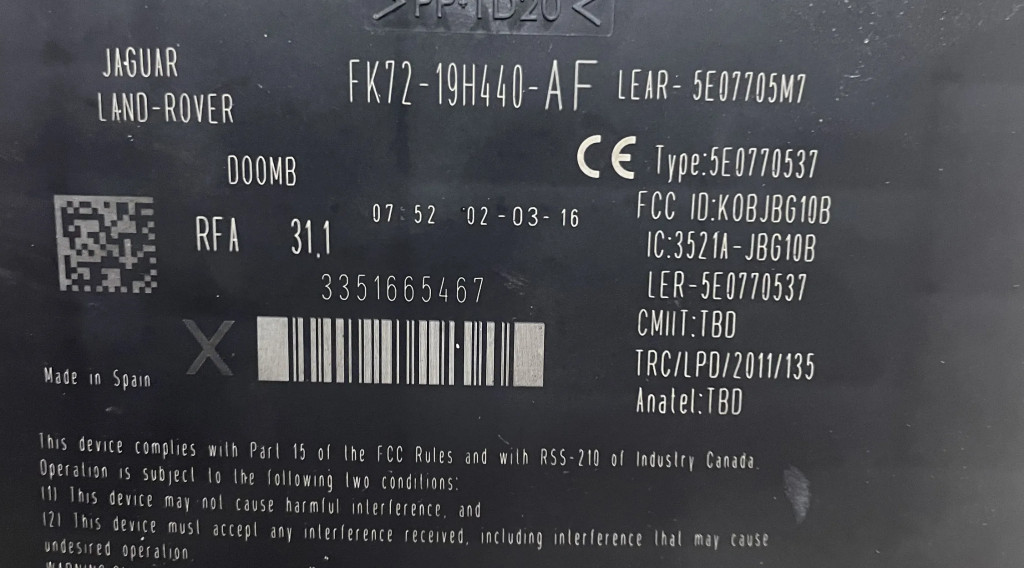 >PP-TD20<
JAGUAR
LAND-ROVER
FK72-19H440-AF
LEAR- 5E07705M7
CE Type:5E0770537
D00MB
FCC ID:KOBJBG10B
07:52 02-03-16
RFA 31.1
IC:3521A-JBG10B
3351665467
LER-5E0770537
CMIIT:TBD
X
TRC/LPD/2011/135
Made in Spain
Anatel:TBD
This device complies with Part 15 of the FCC Rules and with RSS-210 of Industry Canada.
Operation is subject to the following two conditions:
(1) This device may not cause harmful interference, and
(2) This device must accept any interference received, including interference that may cause
undesired operation.